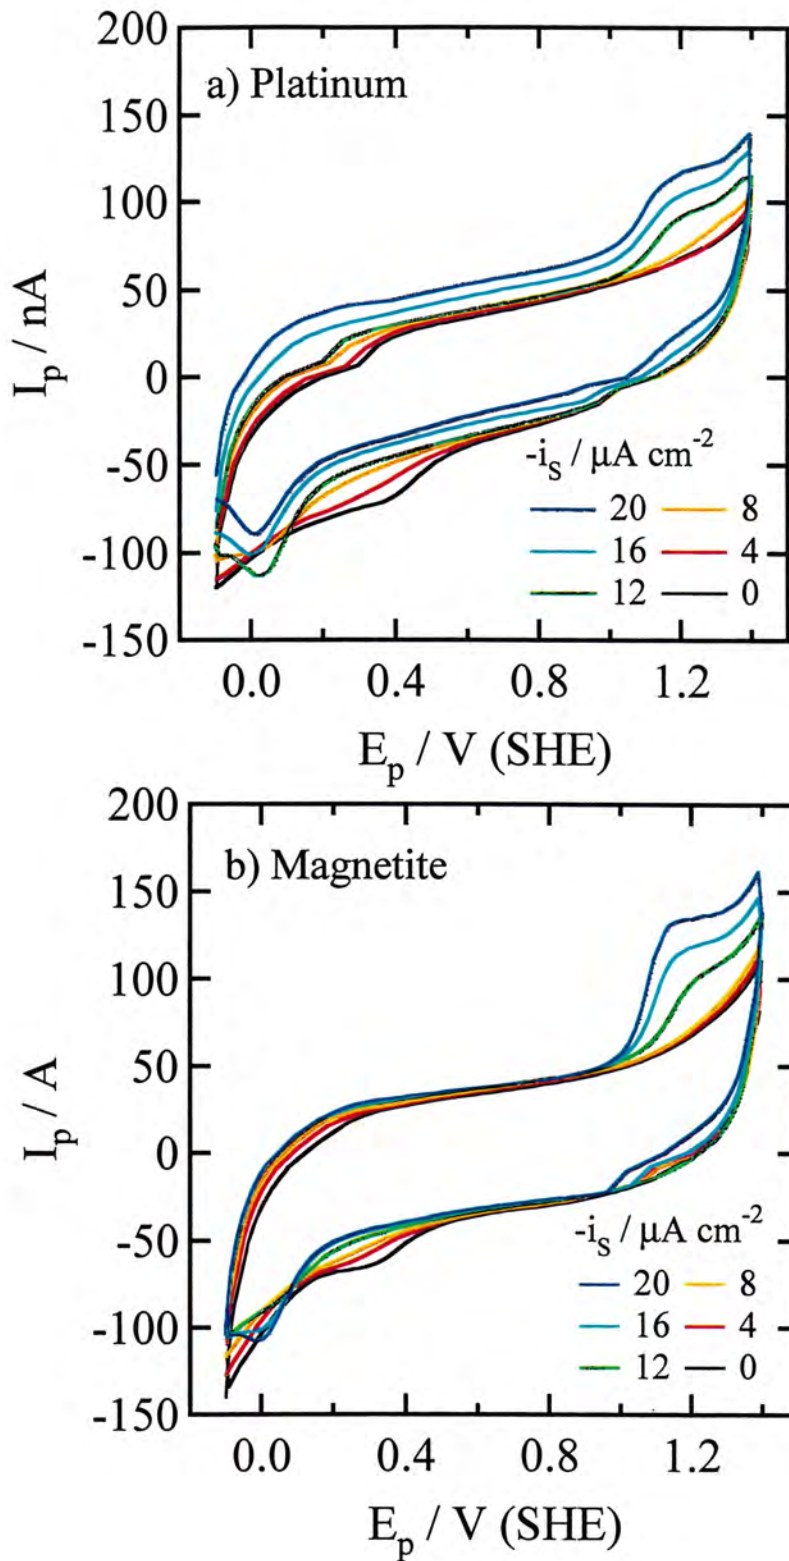 200
a) Platinum
150
100
50
0
-50
-100
-150
I_p / nA
-i_S / μA cm^-2
20 8
16 4
12 0
0.0 0.4 0.8 1.2
E_p / V (SHE)
200
b) Magnetite
150
100
50
0
-50
-100
-150
I_p / A
-i_S / μA cm^-2
20 8
16 4
12 0
0.0 0.4 0.8 1.2
E_p / V (SHE)